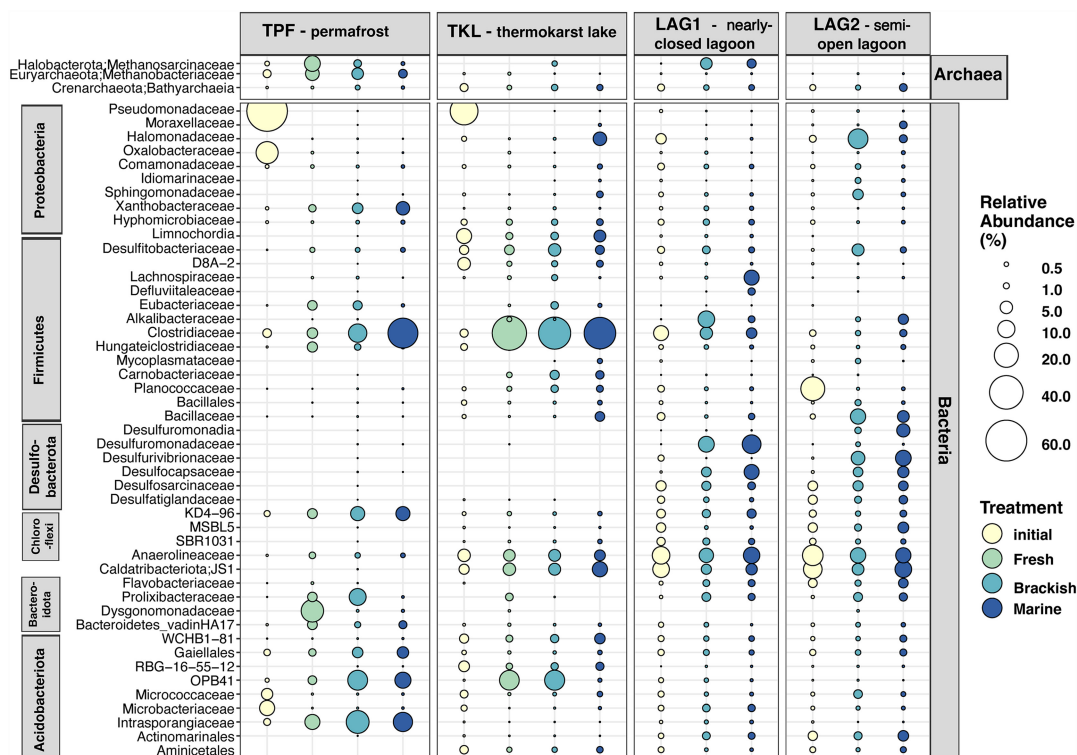 TPF - permafrost
TKL - thermokarst lake
LAG1 - nearly-
closed lagoon
LAG2 - semi-
open lagoon
Halobacterota;Methanosarcinaceae
Euryarchaeota;Methanobacteriaceae
Crenarchaeota;Bathyarchaeia
Archaea
Pseudomonadaceae
Moraxellaceae
Halomonadaceae
Oxalobacteraceae
Comamonadaceae
Idiomarinaceae
Sphingomonadaceae
Xanthobacteraceae
Hyphomicrobiaceae
Limnochordia
Desulfitobacteriaceae
D8A-2
Lachnospiraceae
Defluviitaleaceae
Eubacteriaceae
Alkalibacteraceae
Clostridiaceae
Hungateiclostridiaceae
Mycoplasmataceae
Carnobacteriaceae
Planococcaceae
Bacillales
Bacillaceae
Desulfuromonadia
Desulfuromonadaceae
Desulfurivibrionaceae
Desulfocapsaceae
Desulfosarcinaceae
Desulfatiglandaceae
KD4-96
MSBL5
SBR1031
Anaerolineaceae
Caldatribacteriota;JS1
Flavobacteriaceae
Prolixibacteraceae
Dysgonomonadaceae
Bacteroidetes_vadinHA17
WCHB1-81
Gaiellales
RBG-16-55-12
OPB41
Micrococcaceae
Microbacteriaceae
Intrasporangiaceae
Actinomarinales
Aminicetales
Proteobacteria
Firmicutes
Desulfo-
bacterota
Chloro
-flexi
Bactero-
idota
Acidobacteriota
Bacteria
Relative
Abundance
(%)
0.5
1.0
5.0
10.0
20.0
40.0
60.0
Treatment
initial
Fresh
Brackish
Marine